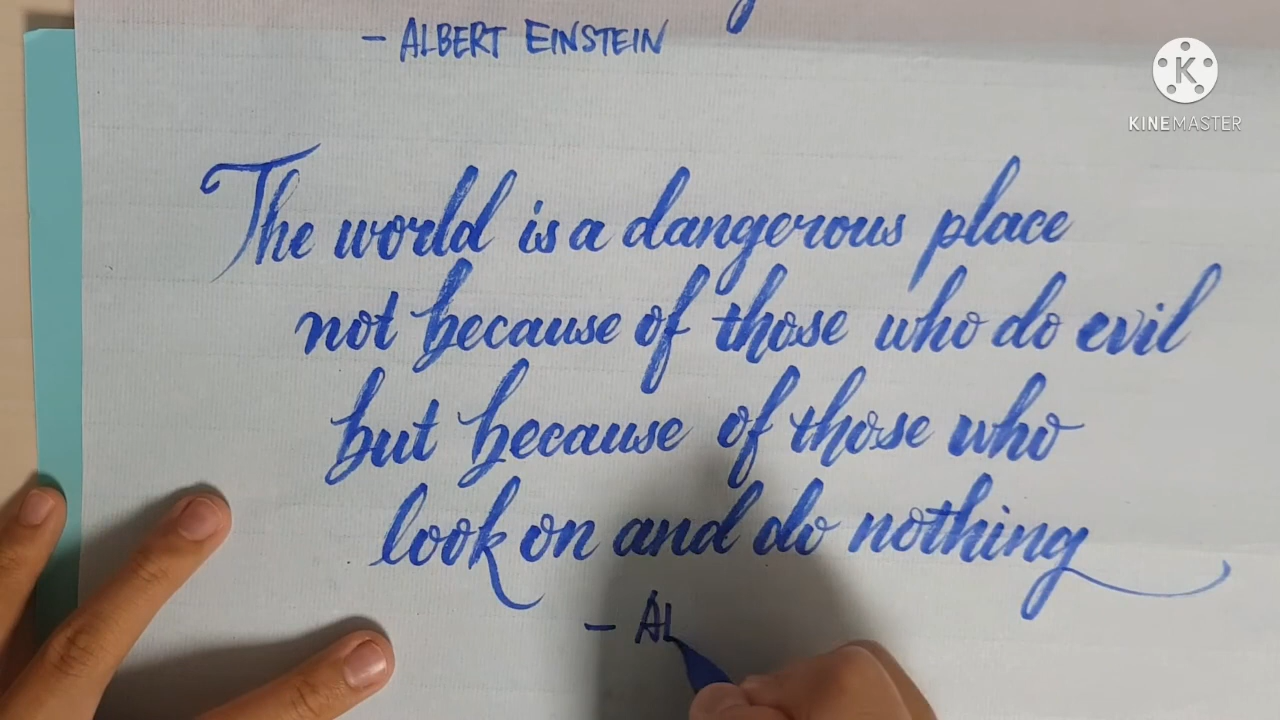 - ALBERT EINSTEIN
K
KINEMASTER
The world is a dangerous place
not because of those who do evil
but because of those who
look on and do nothing
- AL